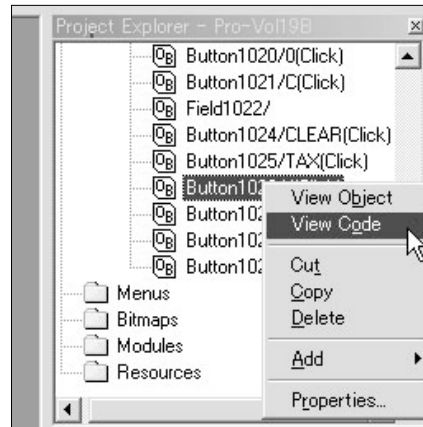 Project Explorer - Pro-Vol19B
Button1020/0(Click)
Button1021/C(Click)
Field1022/
Button1024/CLEAR(Click)
Button1025/TAX(Click)
Button102
Button102
Button102
Button102
View Object
View Code
Cut
Copy
Delete
Add
Properties...
Menus
Bitmaps
Modules
Resources